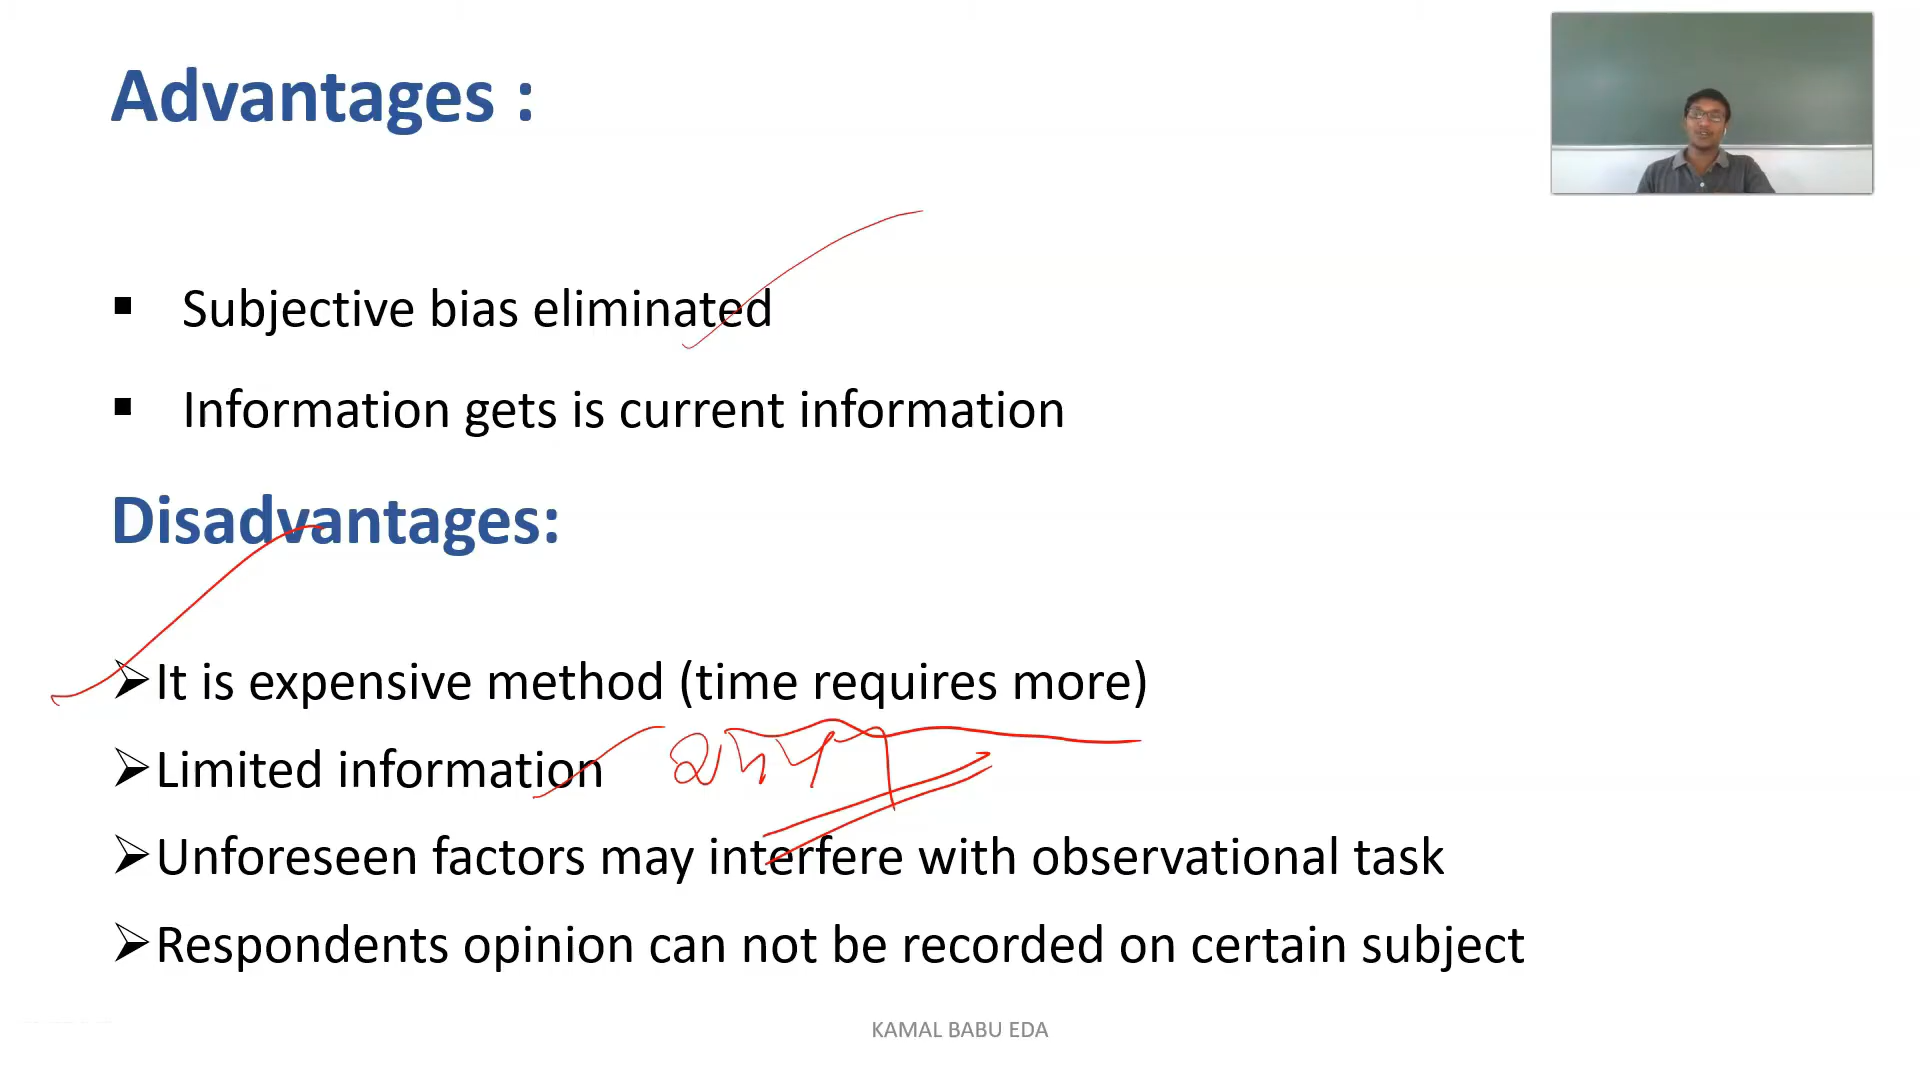 Advantages :
▪ Subjective bias eliminated
▪ Information gets is current information
Disadvantages:
➢It is expensive method (time requires more)
➢Limited information
➢Unforeseen factors may interfere with observational task
➢Respondents opinion can not be recorded on certain subject
KAMAL BABU EDA